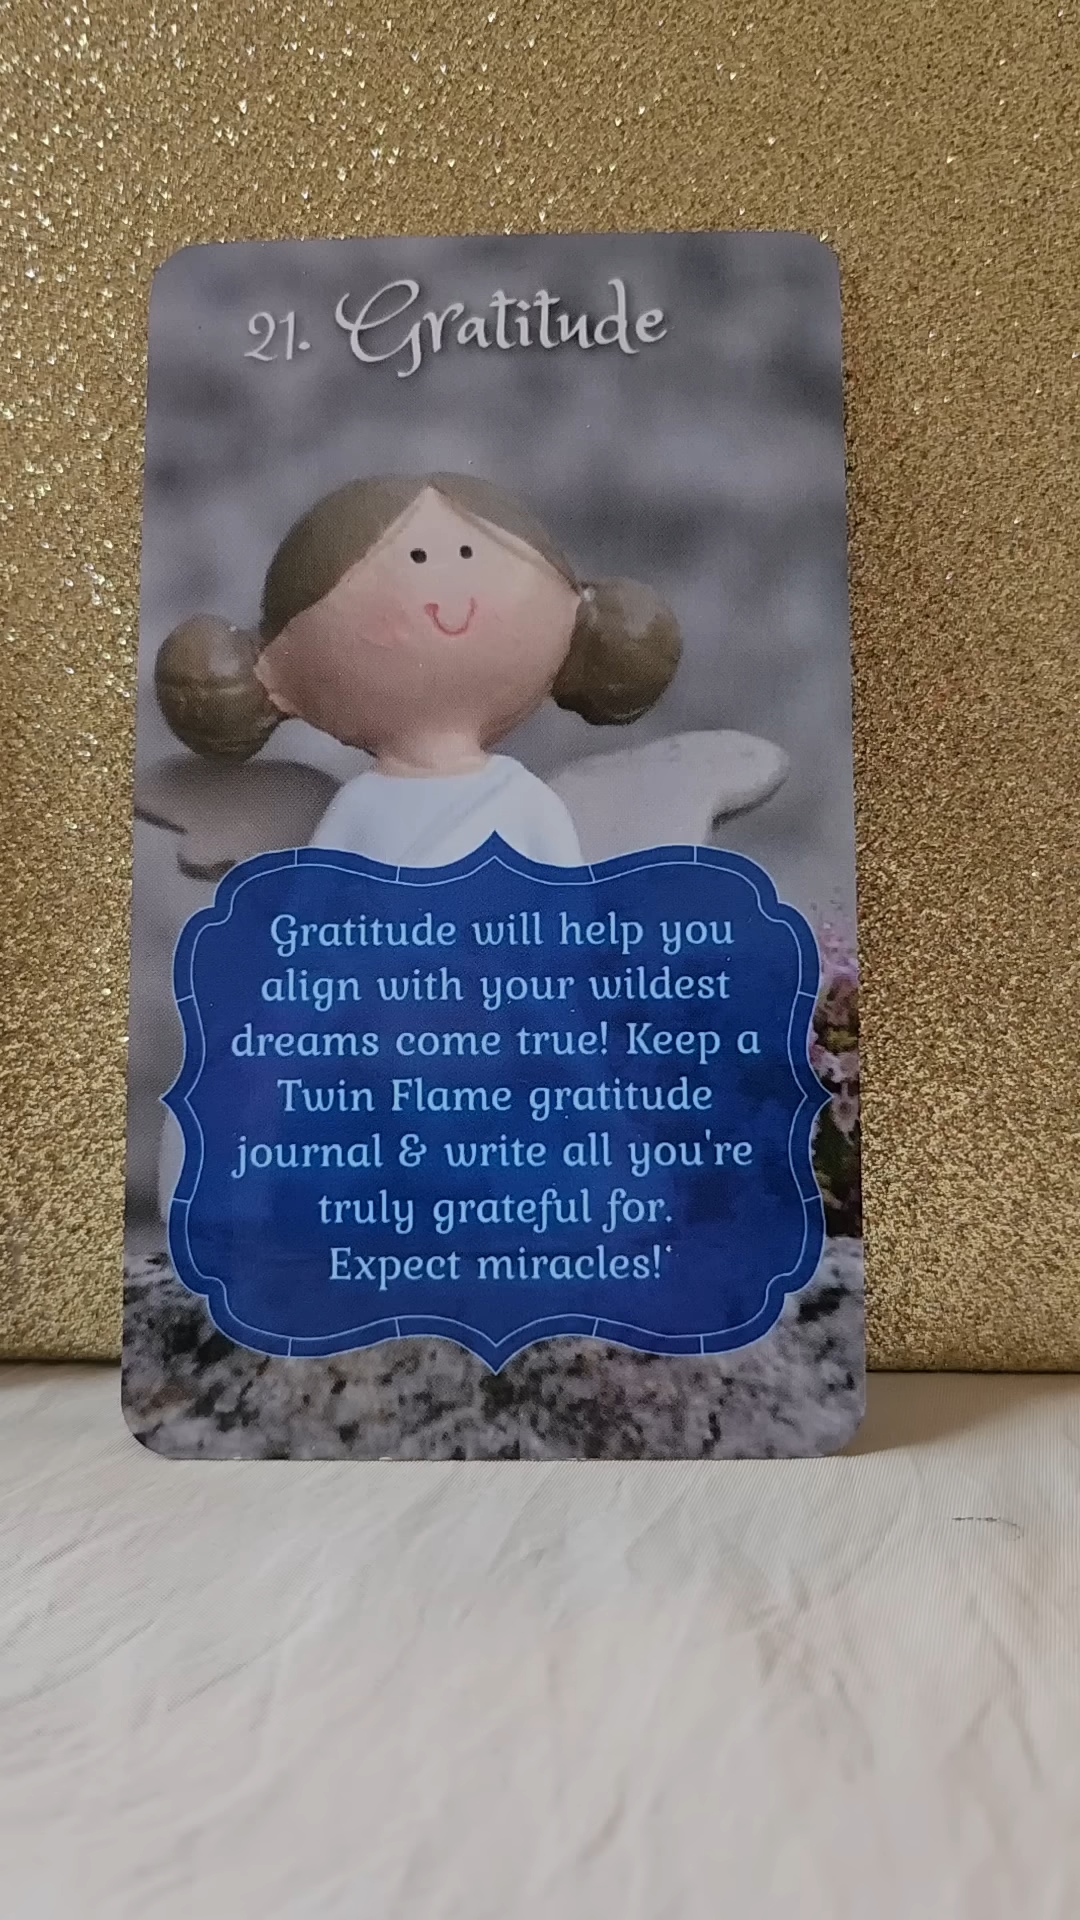 21. Gratitude
Gratitude will help you
align with your wildest
dreams come true! Keep a
Twin Flame gratitude
journal & write all you're
truly grateful for.
Expect miracles!